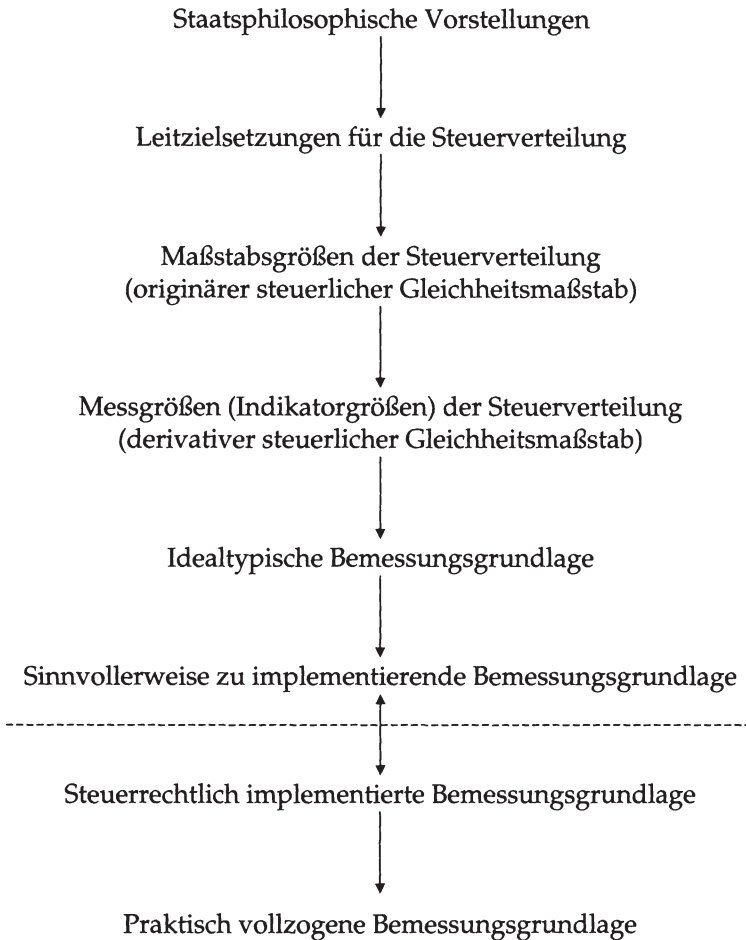 Staatsphilosophische Vorstellungen
Leitzielsetzungen für die Steuerverteilung
Maßstabsgrößen der Steuerverteilung
(originärer steuerlicher Gleichheitsmaßstab)
Messgrößen (Indikatorgrößen) der Steuerverteilung
(derivativer steuerlicher Gleichheitsmaßstab)
Idealtypische Bemessungsgrundlage
Sinnvollerweise zu implementierende Bemessungsgrundlage
Steuerrechtlich implementierte Bemessungsgrundlage
Praktisch vollzogene Bemessungsgrundlage